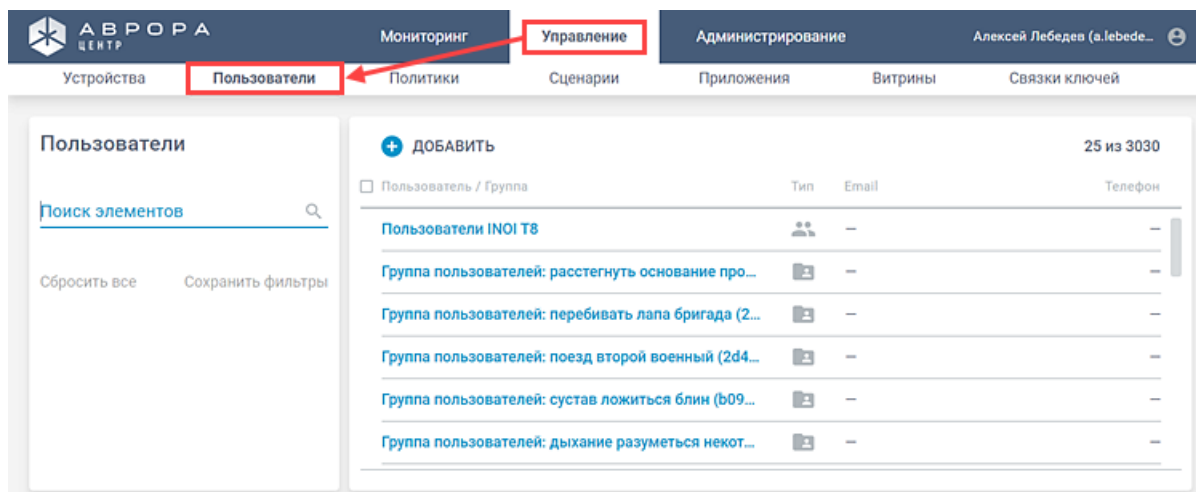 АВРОРА
ЦЕНТР
Мониторинг Управление Администрирование Алексей Лебедев (a.lebede...
Устройства Пользователи Политики Сценарии Приложения Витрины Связки ключей
Пользователи
Поиск элементов
Сбросить все Сохранить фильтры
ДОБАВИТЬ 25 из 3030
Пользователь / Группа Тип Email Телефон
Пользователи INOI T8 — —
Группа пользователей: расстегнуть основание про... — —
Группа пользователей: перебивать лапа бригада (2... — —
Группа пользователей: поезд второй военный (2d4... — —
Группа пользователей: сустав ложиться блин (b09... — —
Группа пользователей: дыхание разуметься некот... — —